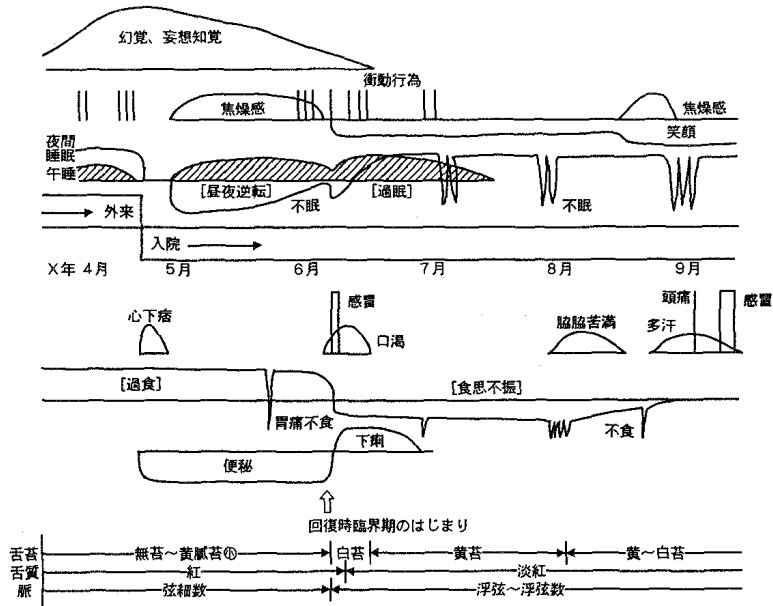 幻覚、妄想知覚
衝動行為
焦燥感
焦燥感
笑顔
夜間
睡眠
午睡
[昼夜逆転]
不眠
[過眠]
不眠
外来
入院
X年 4月 5月 6月 7月 8月 9月
心下痞
感冒
口渇
脇脇苦満
頭痛
多汗
感冒
[過食]
[食思不振]
胃痛不食
下痢
不食
便秘
回復時臨界期のはじまり
舌苔 無苔〜黄膩苔㊥ 白苔 黄苔 黄〜白苔
舌質 紅 淡紅
脈 弦細数 浮弦〜浮弦数